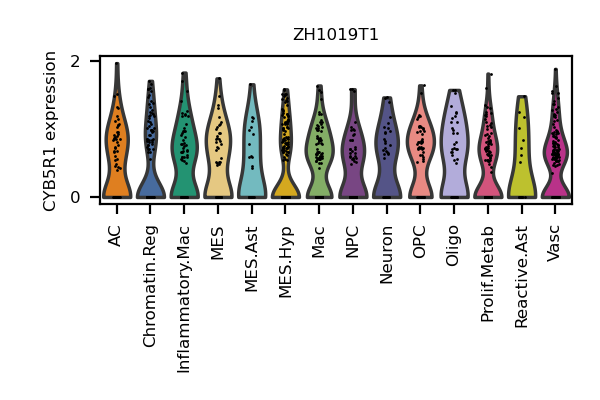 ZH1019T1
CYB5R1 expression
2
0
AC
Chromatin.Reg
Inflammatory.Mac
MES
MES.Ast
MES.Hyp
Mac
NPC
Neuron
OPC
Oligo
Prolif.Metab
Reactive.Ast
Vasc